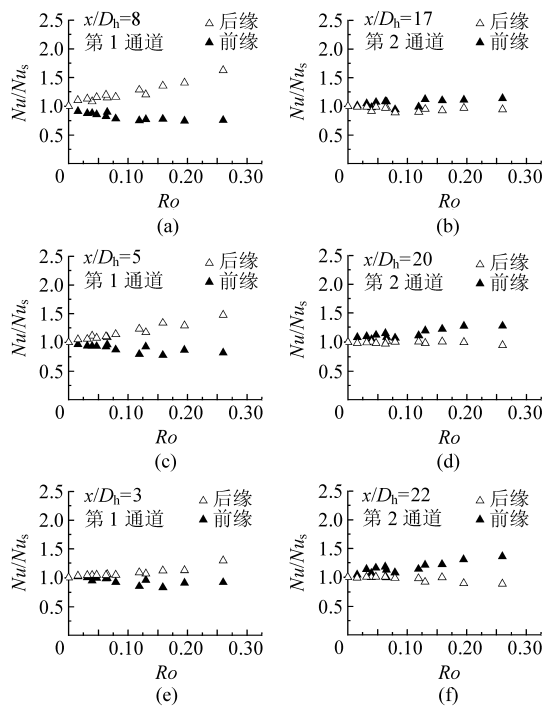 x/Dh=8
△ 后缘
第 1 通道
▲ 前缘
2.5
2.0
1.5
1.0
0.5
Nu/Nus
0
0.10
0.20
0.30
Ro
(a)
x/Dh=17
△ 后缘
第 2 通道
▲ 前缘
2.5
2.0
1.5
1.0
0.5
Nu/Nus
0
0.10
0.20
0.30
Ro
(b)
x/Dh=5
△ 后缘
第 1 通道
▲ 前缘
2.5
2.0
1.5
1.0
0.5
Nu/Nus
0
0.10
0.20
0.30
Ro
(c)
x/Dh=20
△ 后缘
第 2 通道
▲ 前缘
2.5
2.0
1.5
1.0
0.5
Nu/Nus
0
0.10
0.20
0.30
Ro
(d)
x/Dh=3
△ 后缘
第 1 通道
▲ 前缘
2.5
2.0
1.5
1.0
0.5
Nu/Nus
0
0.10
0.20
0.30
Ro
(e)
x/Dh=22
△ 后缘
第 2 通道
▲ 前缘
2.5
2.0
1.5
1.0
0.5
Nu/Nus
0
0.10
0.20
0.30
Ro
(f)